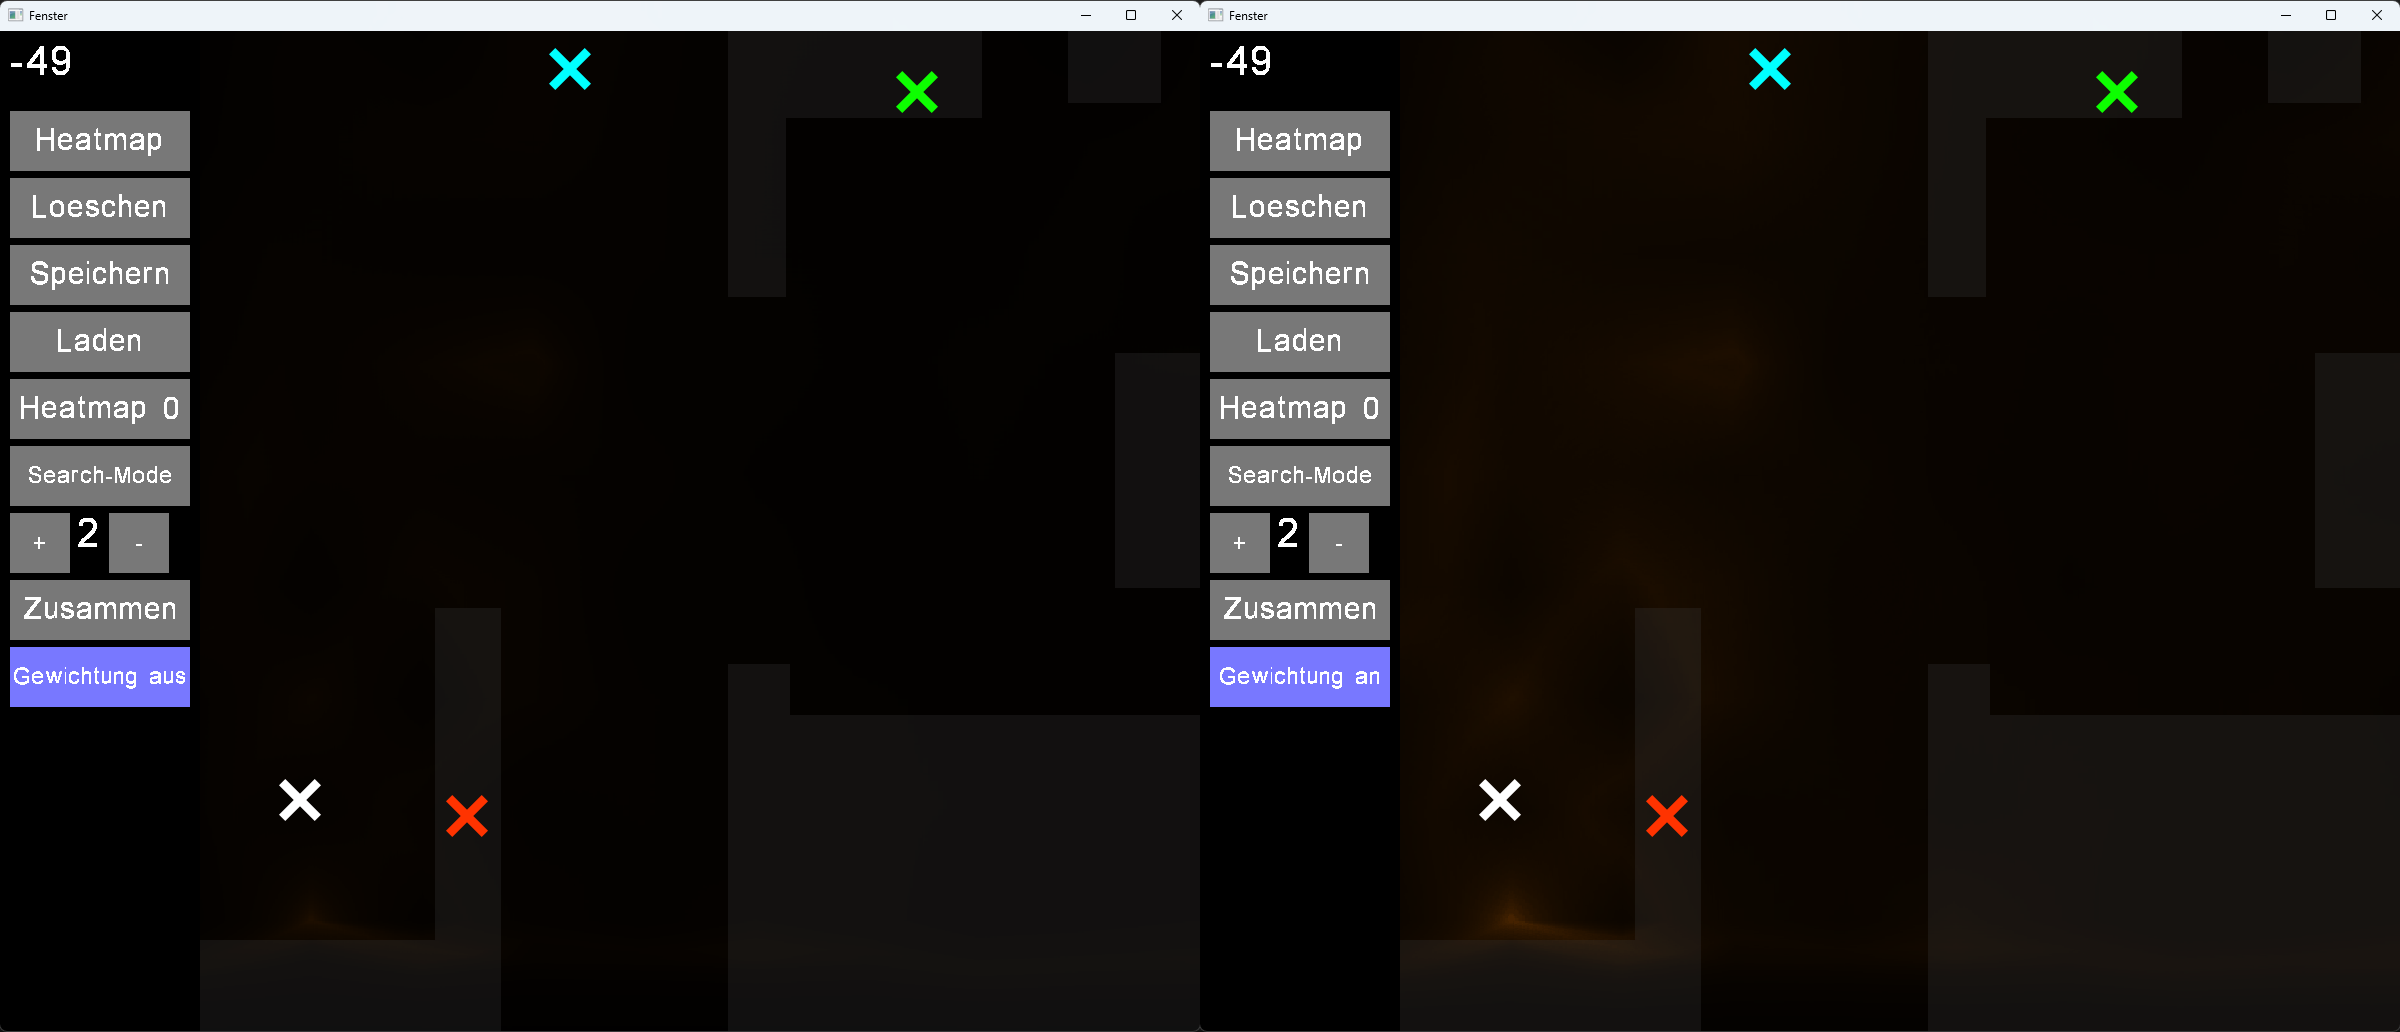 Fenster
-49
Heatmap
Loeschen
Speichern
Laden
Heatmap 0
Search-Mode
+ 2 -
Zusammen
Gewichtung aus
Fenster
-49
Heatmap
Loeschen
Speichern
Laden
Heatmap 0
Search-Mode
+ 2 -
Zusammen
Gewichtung an